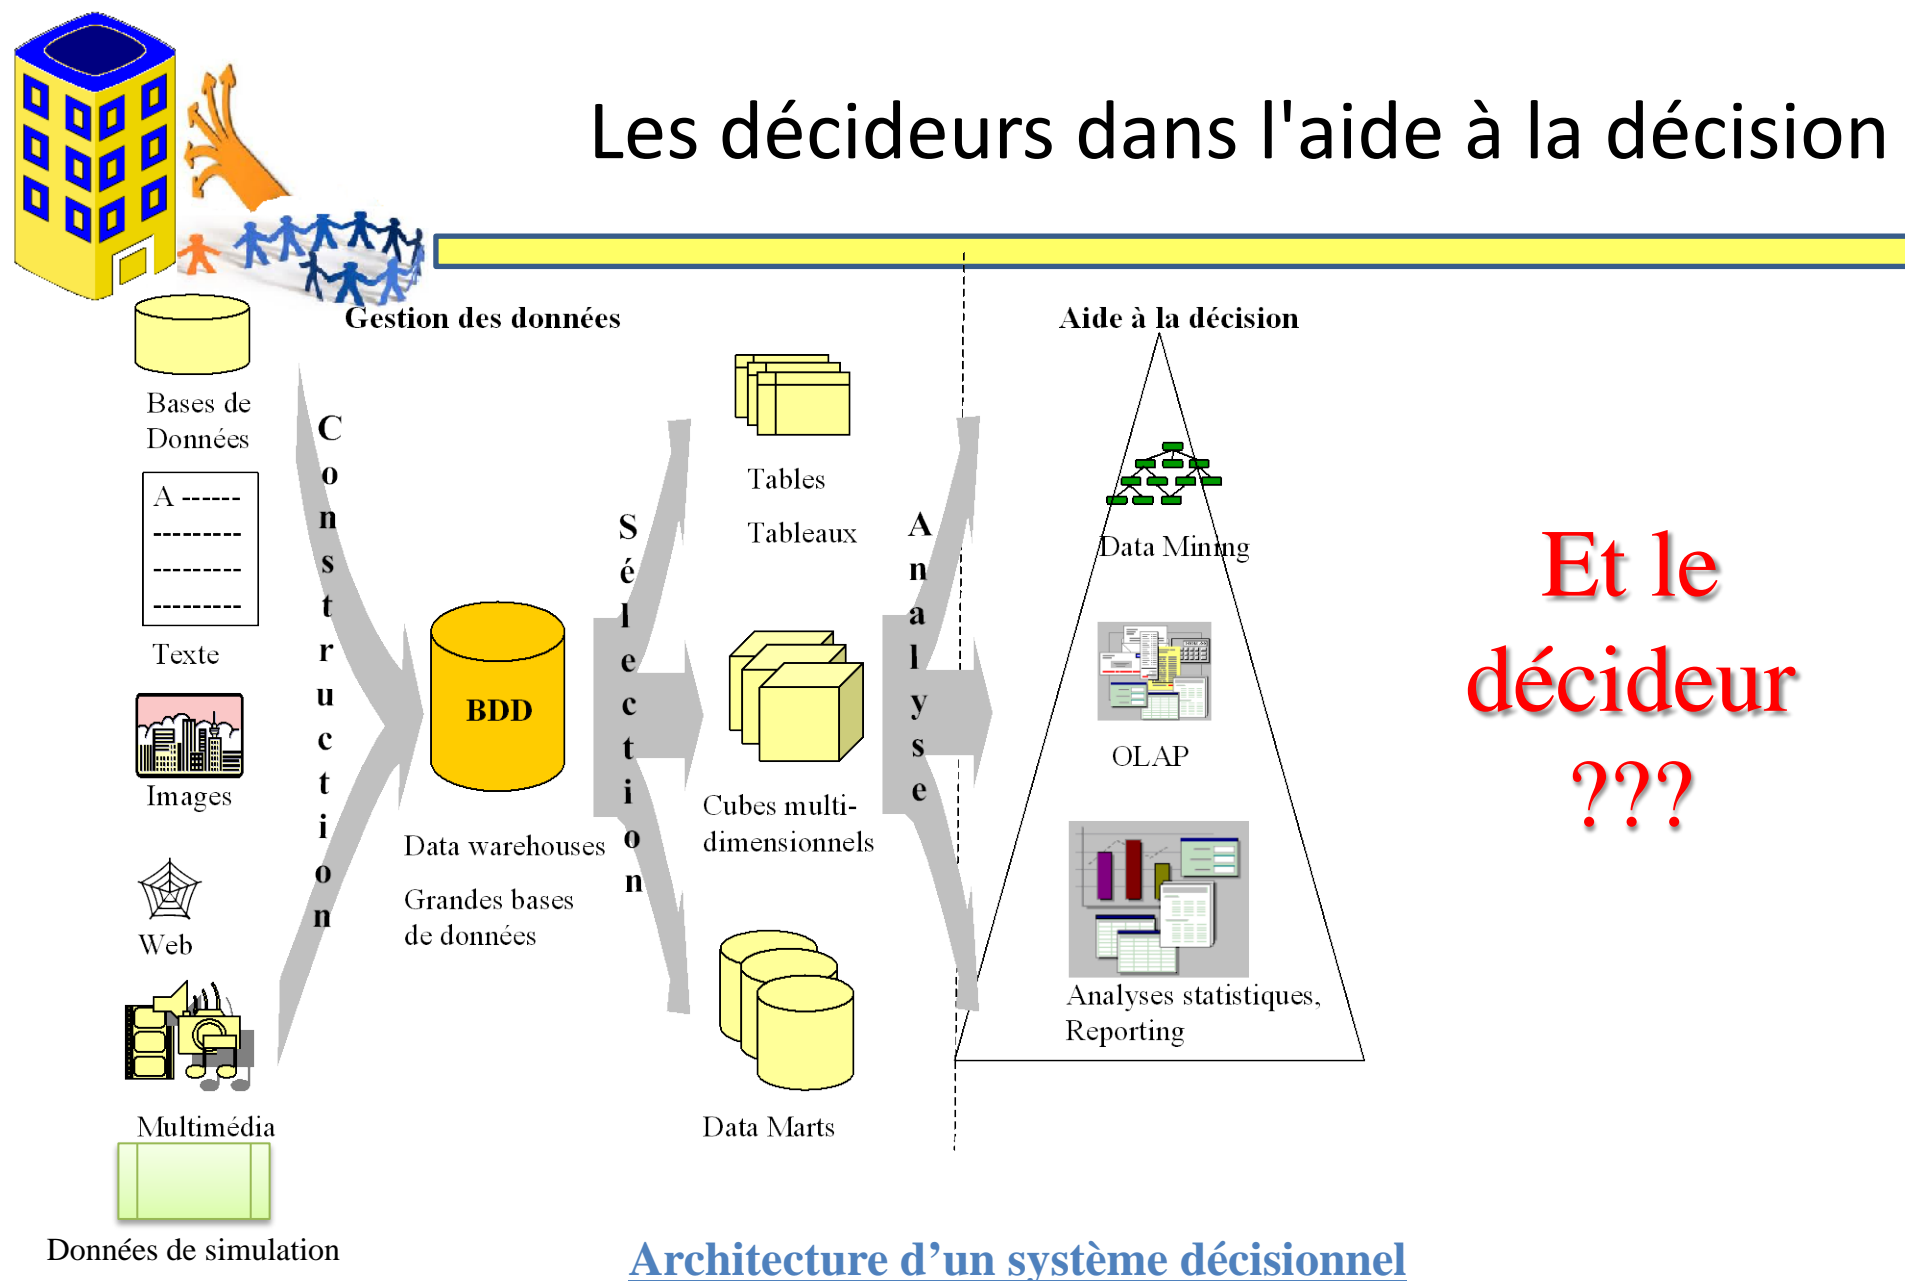 Les décideurs dans l'aide à la décision
Gestion des données
Aide à la décision
Bases de
Données
A ------
---------
---------
---------
Texte
Images
Web
Multimédia
Données de simulation
Construction
BDD
Data warehouses
Grandes bases
de données
Sélection
Tables
Tableaux
Cubes multi-
dimensionnels
Data Marts
Analyse
Data Mining
OLAP
Analyses statistiques,
Reporting
Et le
décideur
???
Architecture d’un système décisionnel